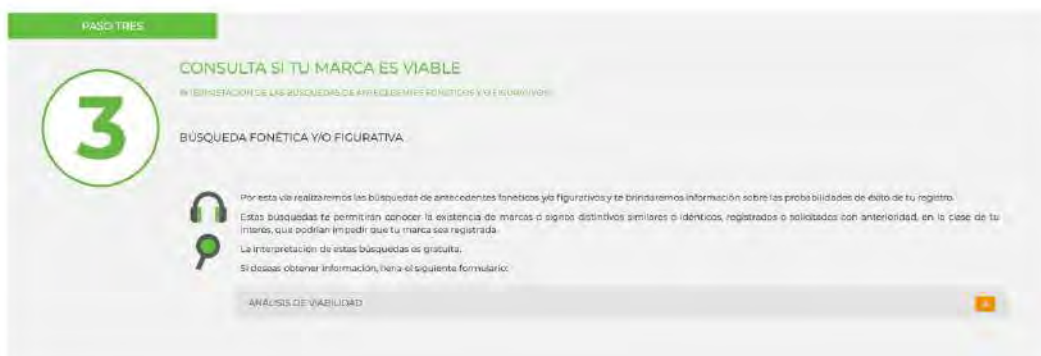 PASO TRES
3
CONSULTA SI TU MARCA ES VIABLE
INTERPRETACIÓN DE LAS BÚSQUEDAS DE ANTECEDENTES FONÉTICOS Y/O FIGURATIVOS
BÚSQUEDA FONÉTICA Y/O FIGURATIVA
Por esta vía realizaremos las búsquedas de antecedentes fonéticos y/o figurativos y te brindaremos información sobre las probabilidades de éxito de tu registro.
Estas búsquedas te permitirán conocer la existencia de marcas o signos distintivos similares o idénticos, registrados o solicitados con anterioridad, en la clase de tu
interés, que podrían impedir que tu marca sea registrada.
La interpretación de estas búsquedas es gratuita.
Si deseas obtener información, llena el siguiente formulario:
ANÁLISIS DE VIABILIDAD